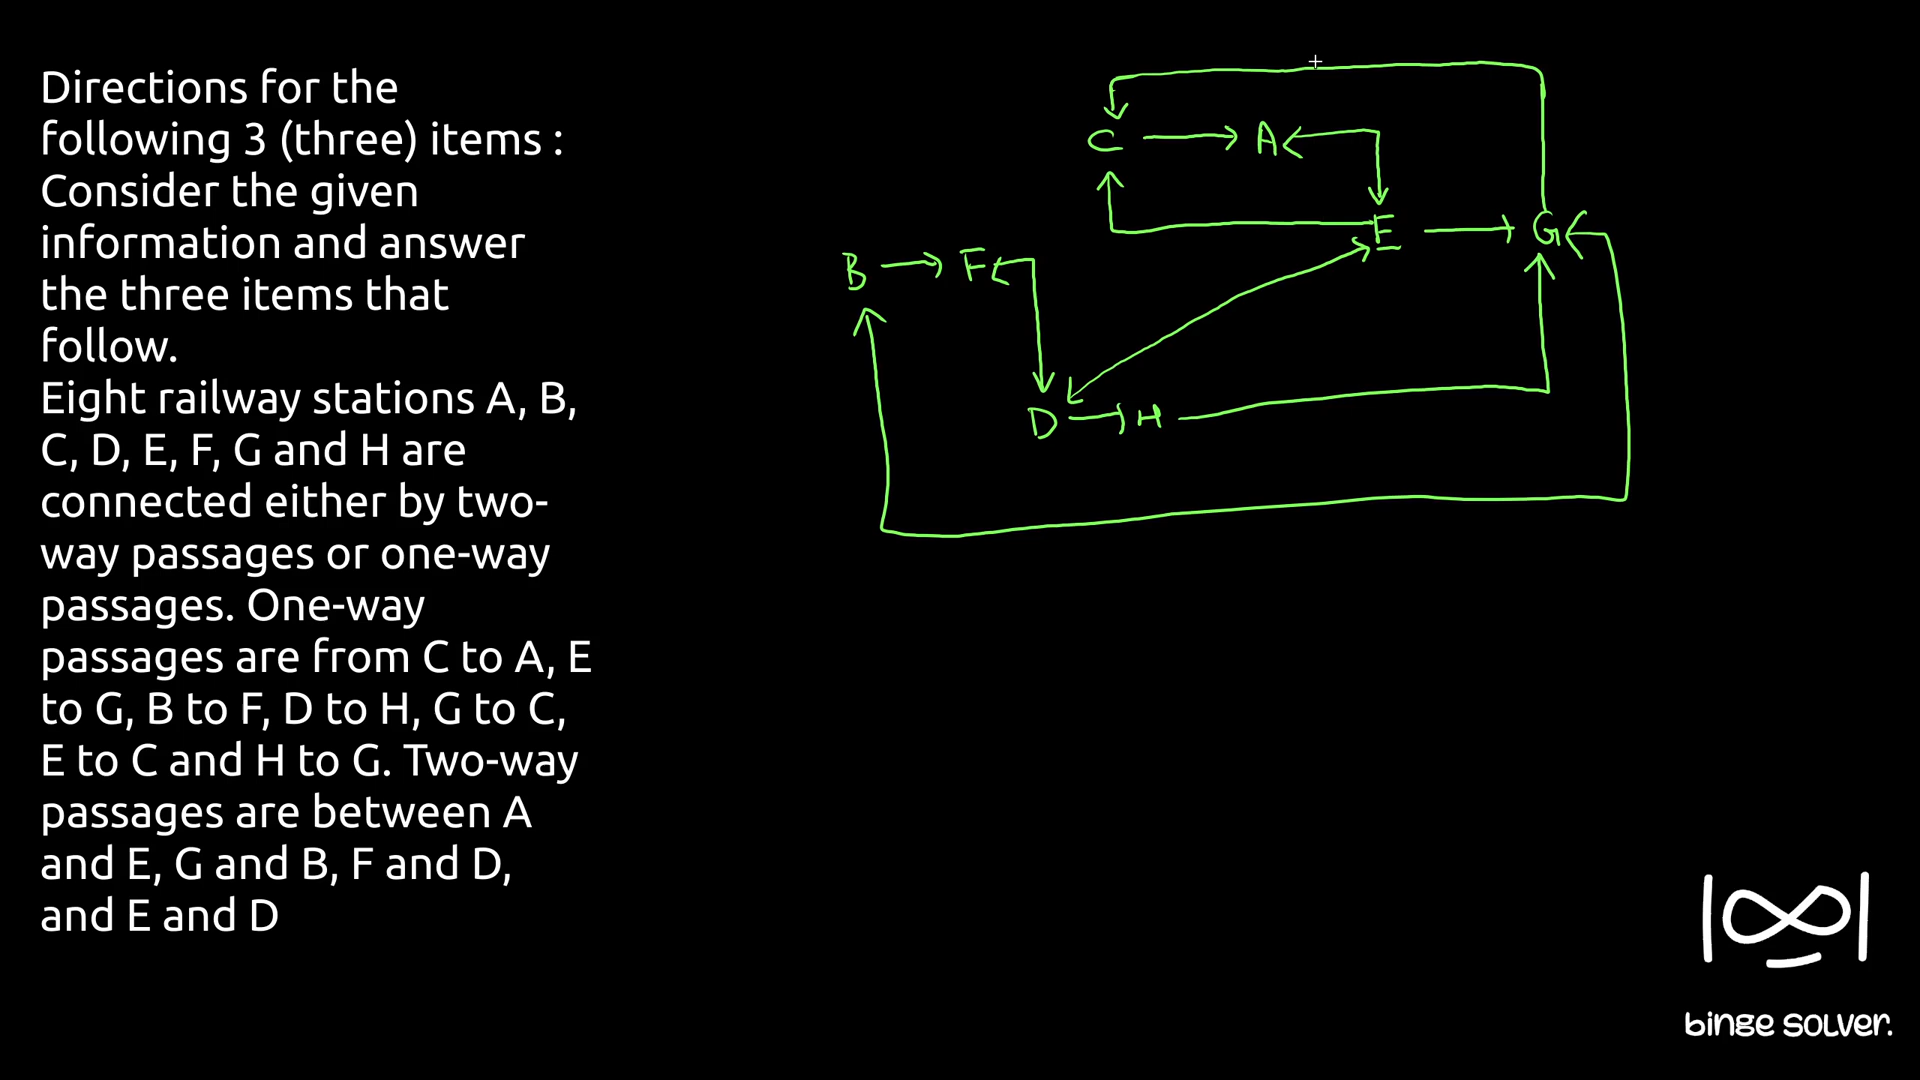 Directions for the
following 3 (three) items :
Consider the given
information and answer
the three items that
follow.
Eight railway stations A, B,
C, D, E, F, G and H are
connected either by two-
way passages or one-way
passages. One-way
passages are from C to A, E
to G, B to F, D to H, G to C,
E to C and H to G. Two-way
passages are between A
and E, G and B, F and D,
and E and D
C A
E G
B F
D H
binge SOLVER.